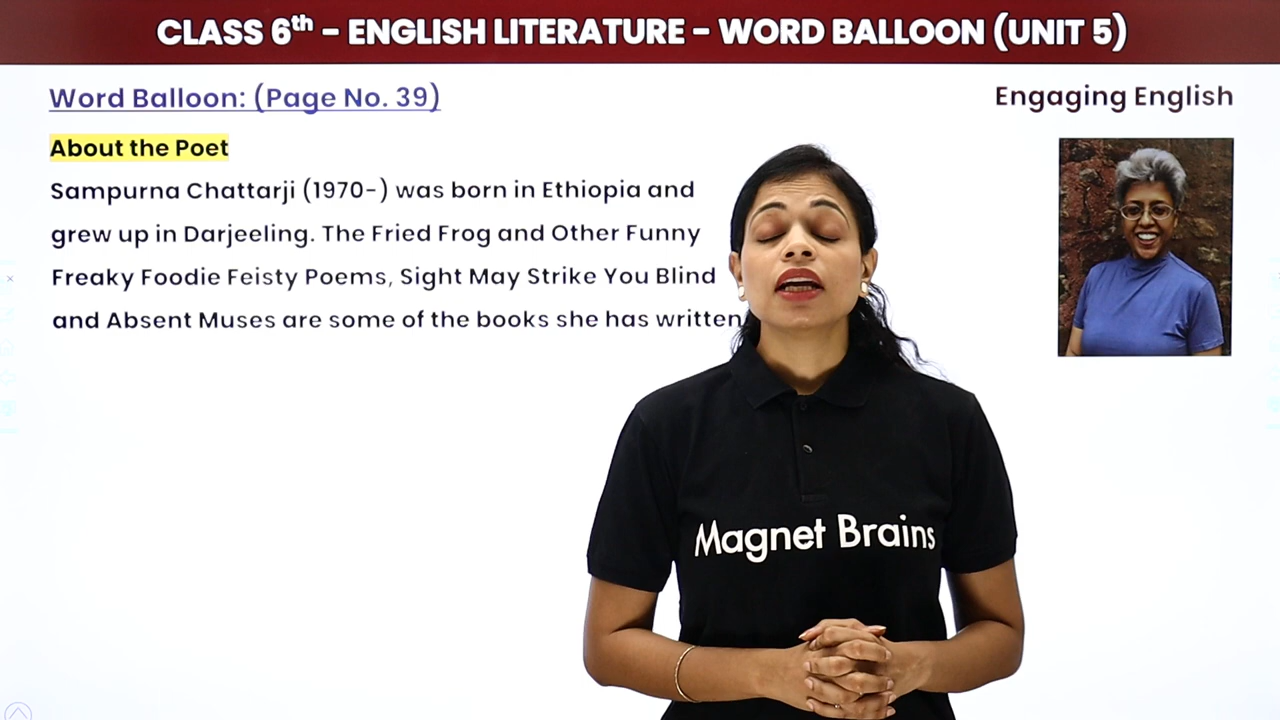 CLASS 6th – ENGLISH LITERATURE – WORD BALLOON (UNIT 5)
Word Balloon: (Page No. 39)
Engaging English
About the Poet
Sampurna Chattarji (1970-) was born in Ethiopia and
grew up in Darjeeling. The Fried Frog and Other Funny
Freaky Foodie Feisty Poems, Sight May Strike You Blind
and Absent Muses are some of the books she has written
Magnet Brains